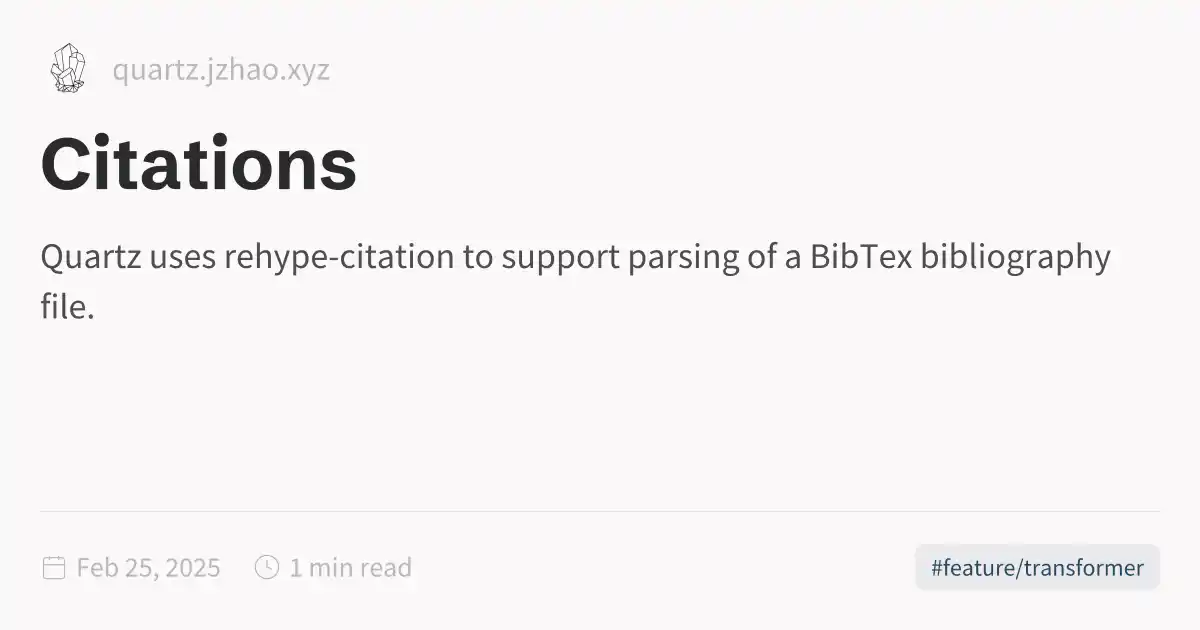 quartz.jzhao.xyz
Citations
Quartz uses rehype-citation to support parsing of a BibTex bibliography
file.
Feb 25, 2025 1 min read #feature/transformer